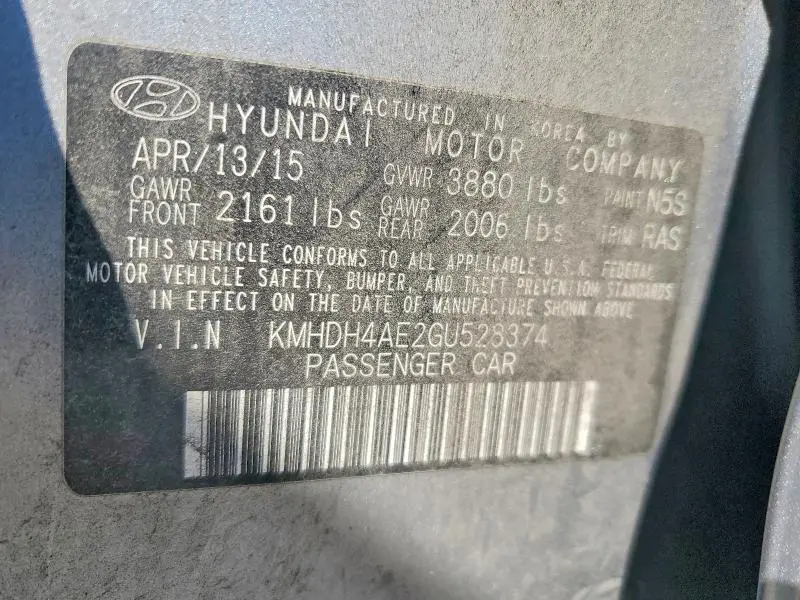 MANUFACTURED IN KOREA BY
HYUNDAI MOTOR COMPANY
APR/13/15 GVWR 3880 lbs PAINT N5S
GAWR FRONT 2161 lbs GAWR REAR 2006 lbs TRIM RAS
THIS VEHICLE CONFORMS TO ALL APPLICABLE U.S.A. FEDERAL
MOTOR VEHICLE SAFETY, BUMPER, AND THEFT PREVENTION STANDARDS
IN EFFECT ON THE DATE OF MANUFACTURE SHOWN ABOVE
V.I.N KMHDH4AE2GU528374
PASSENGER CAR